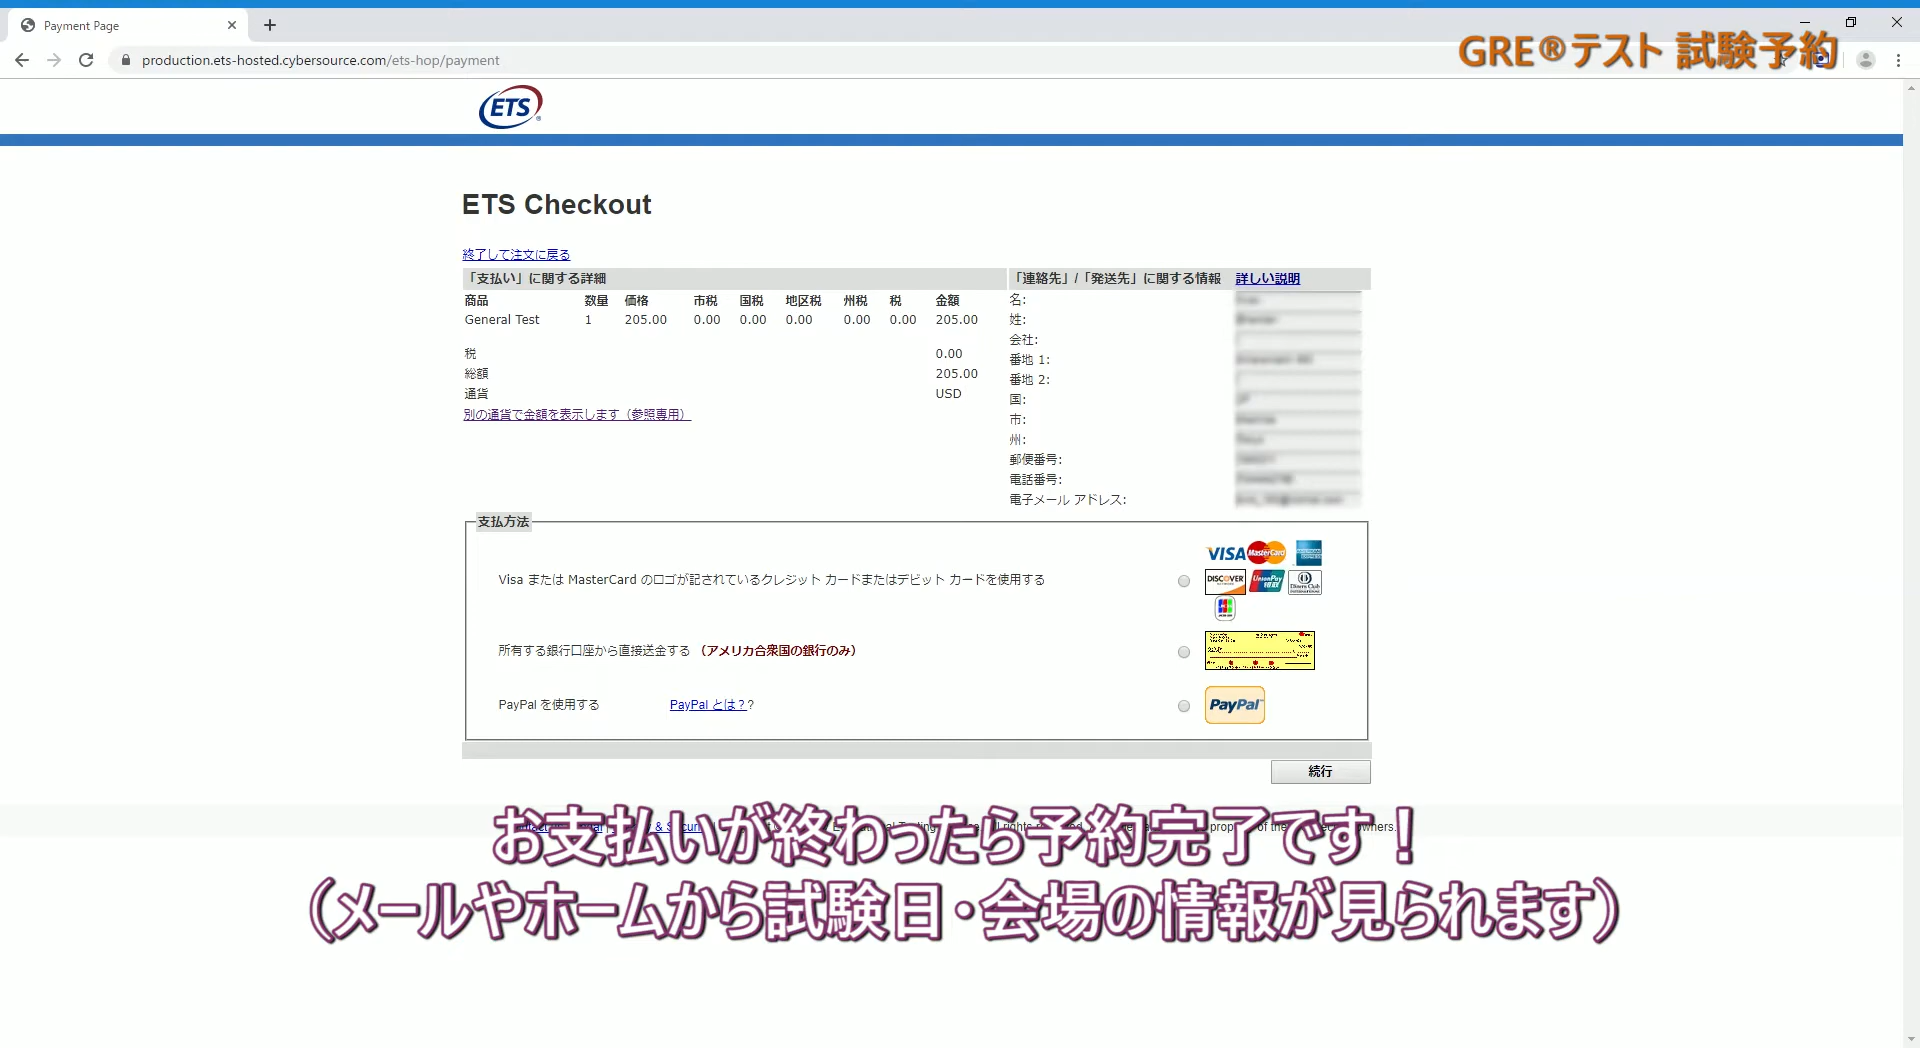 Payment Page
production.ets-hosted.cybersource.com/ets-hop/payment
GRE®テスト 試験予約
ETS
ETS Checkout
終了して注文に戻る
「支払い」に関する詳細
商品 数量 価格 市税 国税 地区税 州税 税 金額
General Test 1 205.00 0.00 0.00 0.00 0.00 0.00 205.00
税 0.00
総額 205.00
通貨 USD
別の通貨で金額を表示します（参照専用）
「連絡先」/「発送先」に関する情報 詳しい説明
名:
姓:
会社:
番地 1:
番地 2:
国:
市:
州:
郵便番号:
電話番号:
電子メール アドレス:
支払方法
Visa または MasterCard のロゴが記されているクレジット カードまたはデビット カードを使用する
VISA MasterCard
DISCOVER UnionPay 银联 Diners Club INTERNATIONAL
所有する銀行口座から直接送金する （アメリカ合衆国の銀行のみ）
PayPal を使用する PayPal とは？?
PayPal
続行
お支払いが終わったら予約完了です！
（メールやホームから試験日・会場の情報が見られます）